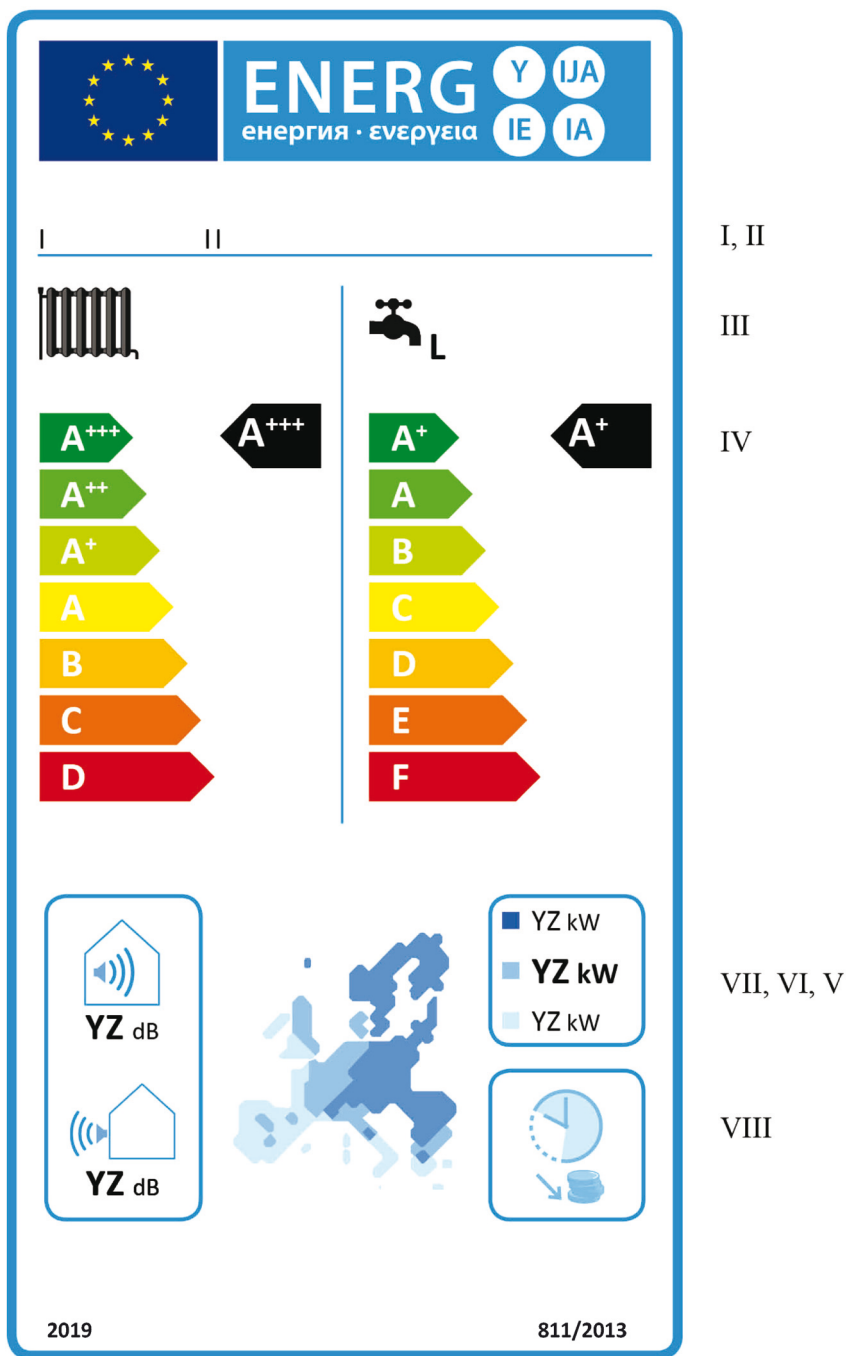 ENERG Y IJA
енергия · ενεργεια IE IA
I II I, II
III
L
A+++ A+++ A+ A+ IV
A++ A
A+ B
A C
B D
C E
D F
YZ kW
YZ kW VII, VI, V
YZ dB YZ kW
VIII
YZ dB
2019 811/2013